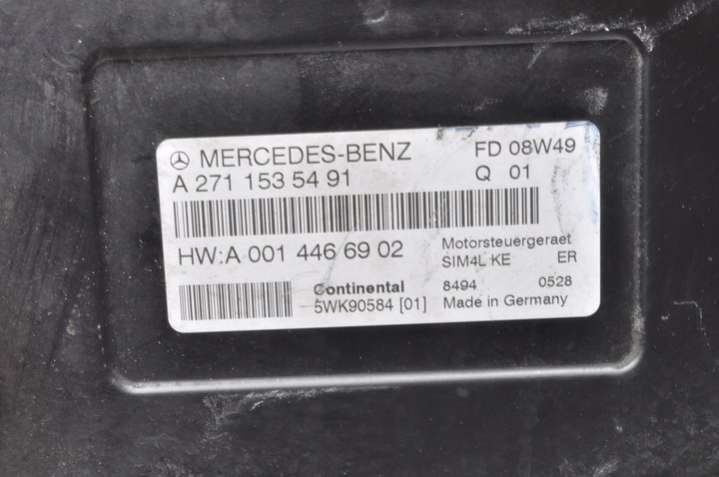 MERCEDES-BENZ FD 08W49
A 271 153 54 91 Q 01
HW:A 001 446 69 02
Motorsteuergeraet
SIM4L KE ER
Continental 8494 0528
5WK90584 [01] Made in Germany